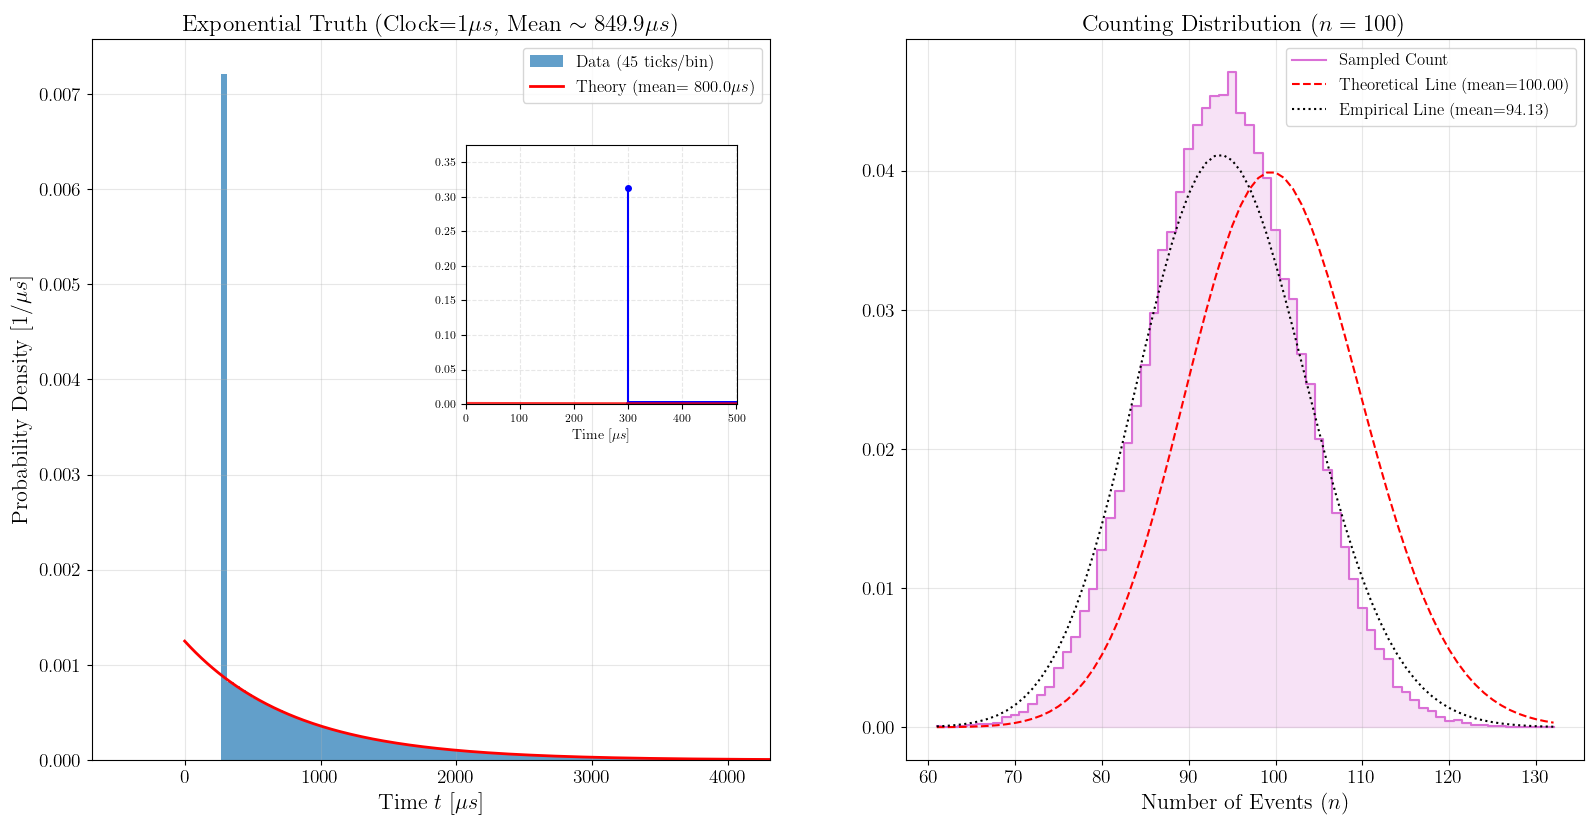 Exponential Truth (Clock=1μs, Mean ∼ 849.9μs)
Data (45 ticks/bin)
Theory (mean= 800.0μs)
Probability Density [1/μs]
0.007
0.006
0.005
0.004
0.003
0.002
0.001
0.000
0.35
0.30
0.25
0.20
0.15
0.10
0.05
0.00
0 100 200 300 400 500
Time [μs]
0 1000 2000 3000 4000
Time t [μs]
Counting Distribution (n = 100)
Sampled Count
Theoretical Line (mean=100.00)
Empirical Line (mean=94.13)
0.04
0.03
0.02
0.01
0.00
60 70 80 90 100 110 120 130
Number of Events (n)